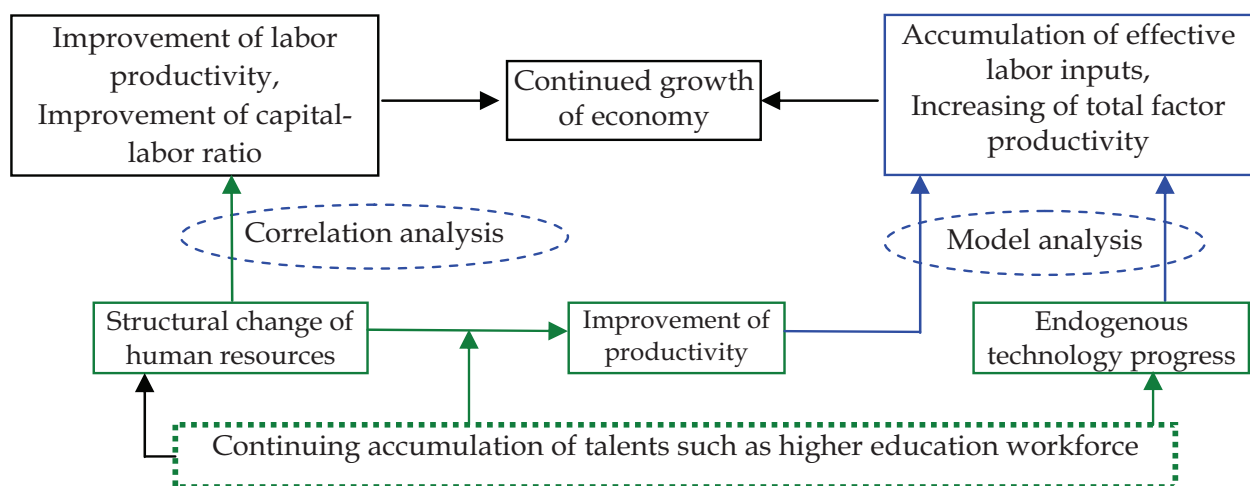 Improvement of labor
productivity,
Improvement of capital-
labor ratio
Continued growth
of economy
Accumulation of effective
labor inputs,
Increasing of total factor
productivity
Correlation analysis
Model analysis
Structural change of
human resources
Improvement of
productivity
Endogenous
technology progress
Continuing accumulation of talents such as higher education workforce